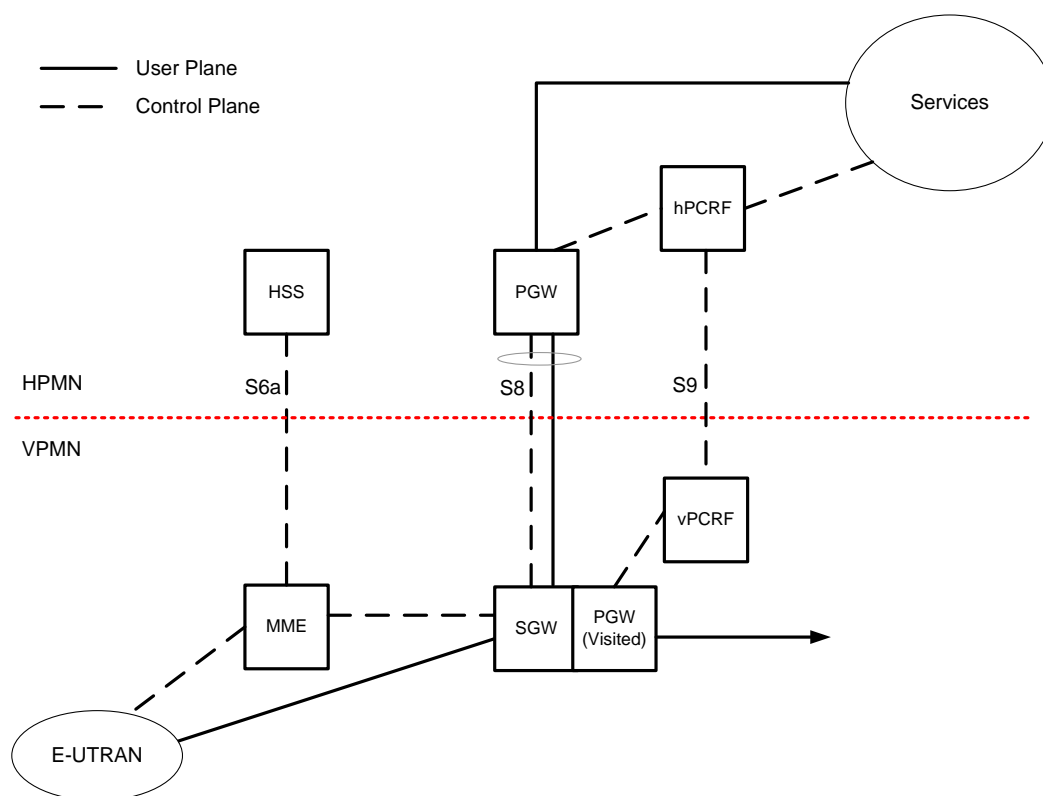 User Plane
Control Plane
Services
hPCRF
HSS
PGW
HPMN
S6a
S8
S9
VPMN
vPCRF
MME
SGW
PGW
(Visited)
E-UTRAN